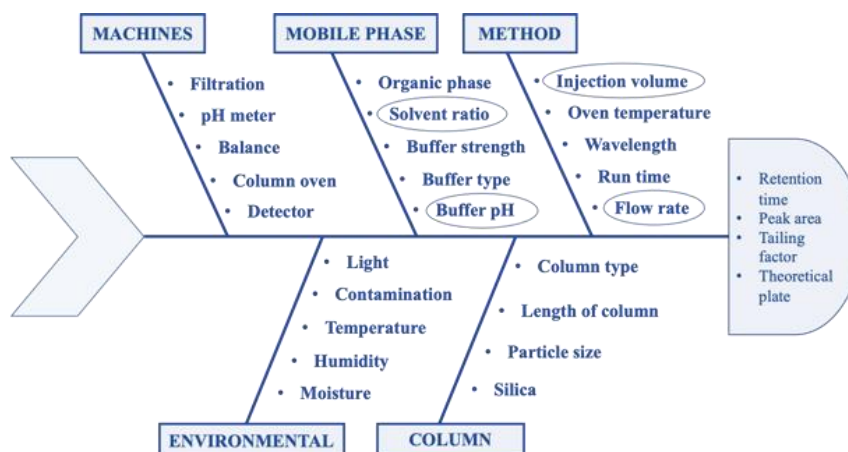 MACHINES
• Filtration
• pH meter
• Balance
• Column oven
• Detector
MOBILE PHASE
• Organic phase
• Solvent ratio
• Buffer strength
• Buffer type
• Buffer pH
METHOD
• Injection volume
• Oven temperature
• Wavelength
• Run time
• Flow rate
• Retention
time
• Peak area
• Tailing
factor
• Theoretical
plate
• Light
• Contamination
• Temperature
• Humidity
• Moisture
ENVIRONMENTAL
• Column type
• Length of column
• Particle size
• Silica
COLUMN